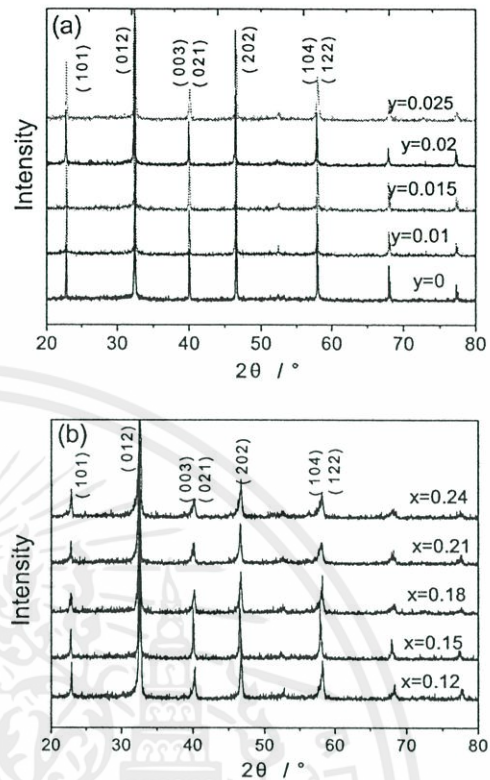 (a)
(101)
(012)
(003)
(021)
(202)
(104)
(122)
y=0.025
y=0.02
y=0.015
y=0.01
y=0
Intensity
20 30 40 50 60 70 80
2θ / °
(b)
(101)
(012)
(003)
(021)
(202)
(104)
(122)
x=0.24
x=0.21
x=0.18
x=0.15
x=0.12
Intensity
20 30 40 50 60 70 80
2θ / °